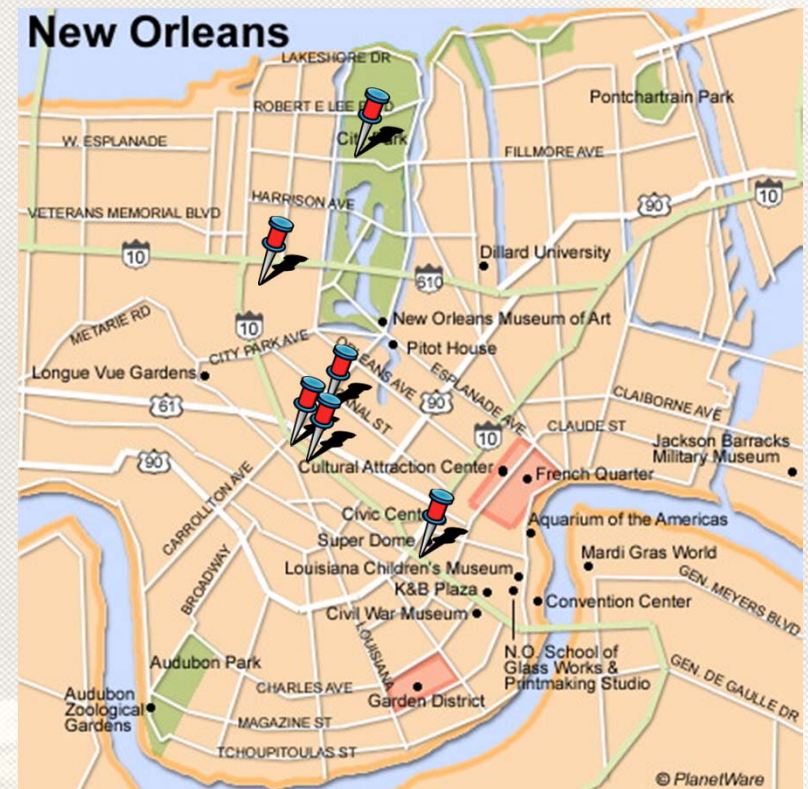 New Orleans
LAKESHORE DR
ROBERT E LEE
Pontchartrain Park
City Park
W. ESPLANADE
FILLMORE AVE
HARRISON AVE
90
10
VETERANS MEMORIAL BLVD
10
Dillard University
610
10
New Orleans Museum of Art
METARIE RD
CITY PARK AVE
Pitot House
ORLEANS AVE
ESPLANADE AVE
Longue Vue Gardens
61
90
CANAL ST
CLAIBORNE AVE
10
CLAUDE ST
Jackson Barracks
Military Museum
90
Cultural Attraction Center
French Quarter
CARROLLTON AVE
Civic
Aquarium of the Americas
Super Dome
Mardi Gras World
Louisiana Children's Museum
BROADWAY
K&B Plaza
GEN. MEYERS BLVD
Convention Center
Civil War Museum
LOUISIANA
N.O. School of
Glass Works &
Printmaking Studio
Audubon Park
GEN. DE GAULLE DR
CHARLES AVE
Garden District
Audubon
Zoological
Gardens
MAGAZINE ST
TCHOUPITOULAS ST
© PlanetWare